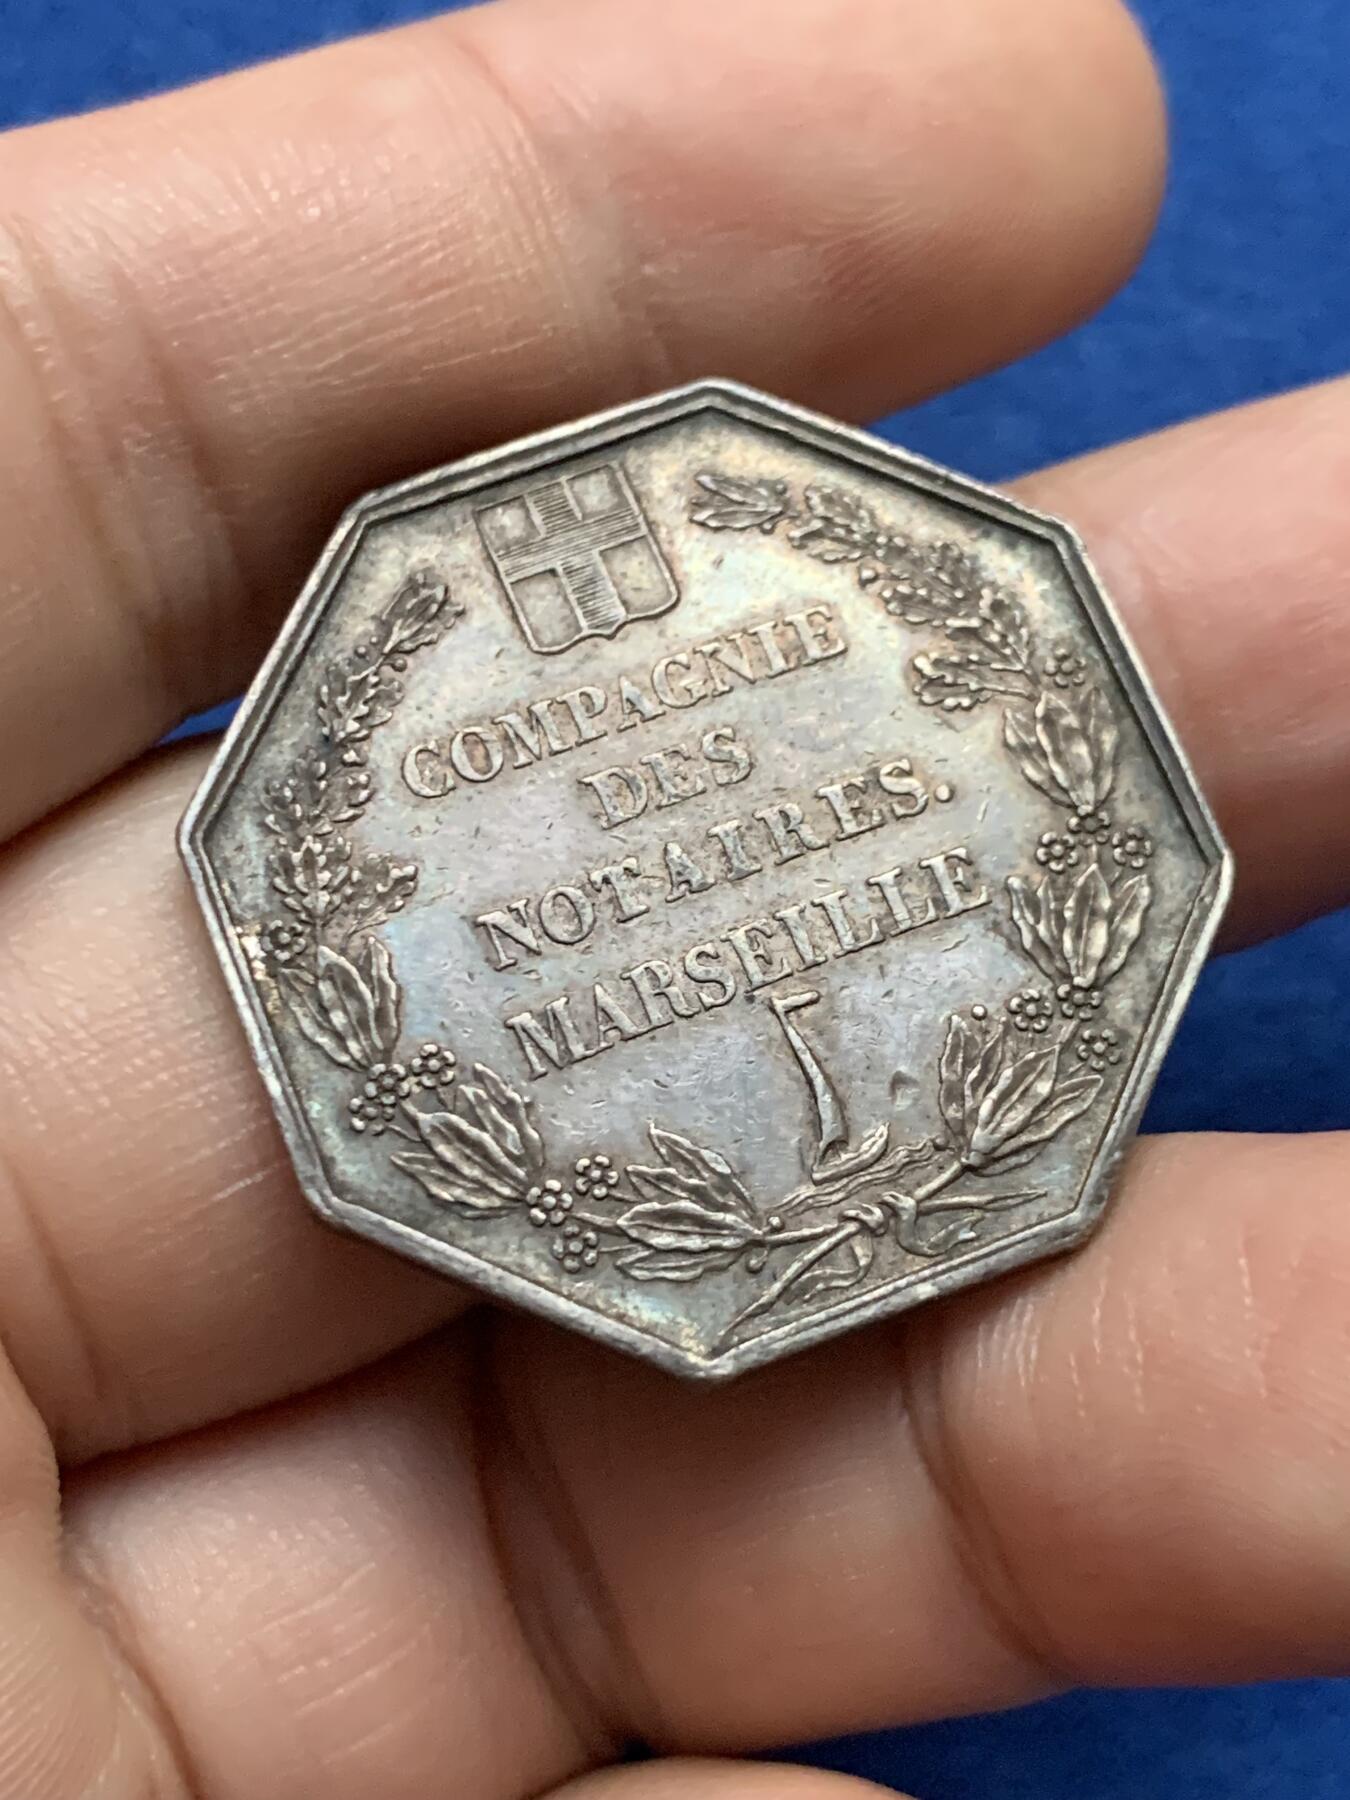 COMPAGNIE
DES
NOTAIRES.
MARSEILLE